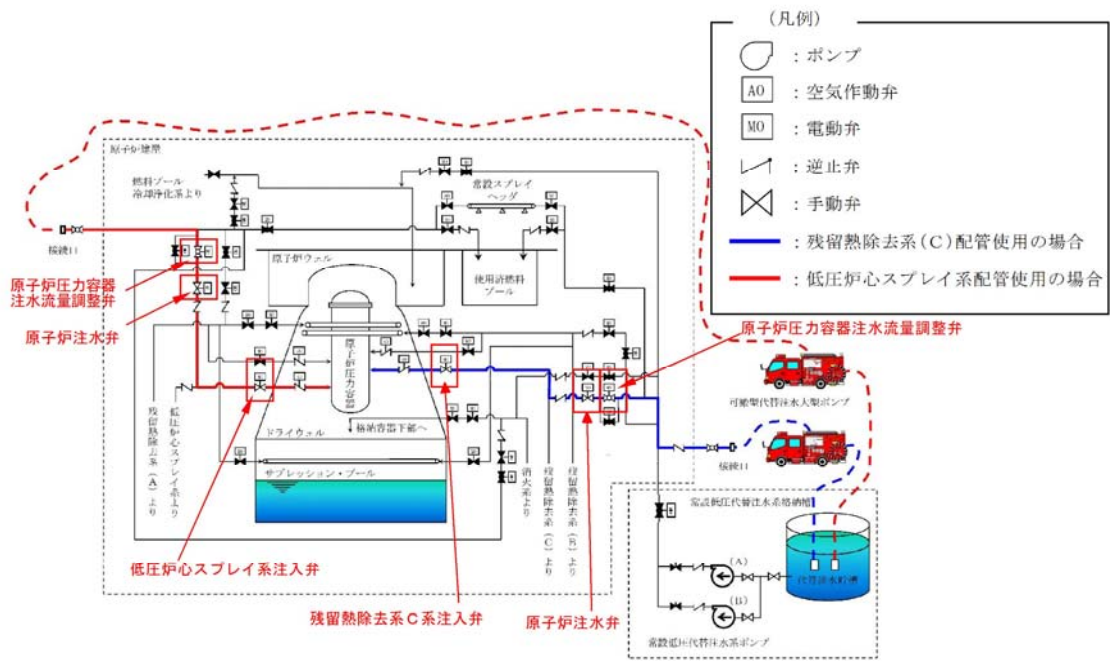 (凡例)
:ポンプ
AO
:空気作動弁
MO
:電動弁
:逆止弁
:手動弁
:残留熱除去系(C)配管使用の場合
:低圧炉心スプレイ系配管使用の場合
原子炉建屋
燃料プール
冷却浄化系より
常設スプレイ
ヘッダ
接続口
原子炉ウェル
使用済燃料
プール
原子炉圧力容器
注水流量調整弁
原子炉注水弁
原子炉圧力容器
原子炉圧力容器注水流量調整弁
可搬型代替注水大型ポンプ
格納容器下部へ
ドライウェル
サプレッション・プール
接続口
残留熱除去系(A)より
低圧炉心スプレイ系より
消火系より
残留熱除去系(C)より
残留熱除去系(B)より
常設低圧代替注水系格納槽
低圧炉心スプレイ系注入弁
残留熱除去系C系注入弁
原子炉注水弁
(A)
(B)
代替淡水貯槽
常設低圧代替注水系ポンプ